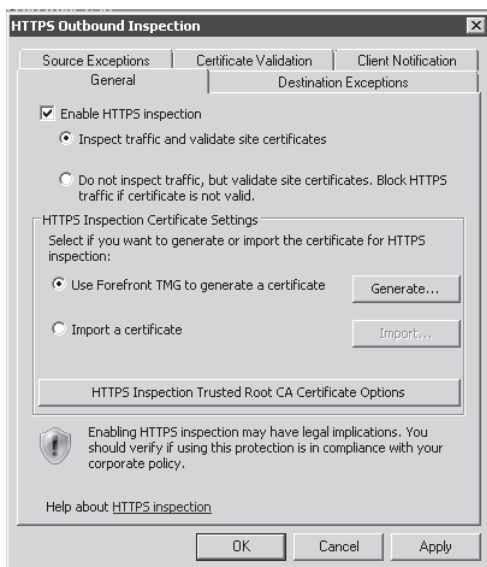 HTTPS Outbound Inspection
Source Exceptions
Certificate Validation
Client Notification
General
Destination Exceptions
Enable HTTPS inspection
Inspect traffic and validate site certificates
Do not inspect traffic, but validate site certificates. Block HTTPS
traffic if certificate is not valid.
HTTPS Inspection Certificate Settings
Select if you want to generate or import the certificate for HTTPS
inspection:
Use Forefront TMG to generate a certificate
Generate...
Import a certificate
Import...
HTTPS Inspection Trusted Root CA Certificate Options
Enabling HTTPS inspection may have legal implications. You
should verify if using this protection is in compliance with your
corporate policy.
Help about HTTPS inspection
OK
Cancel
Apply